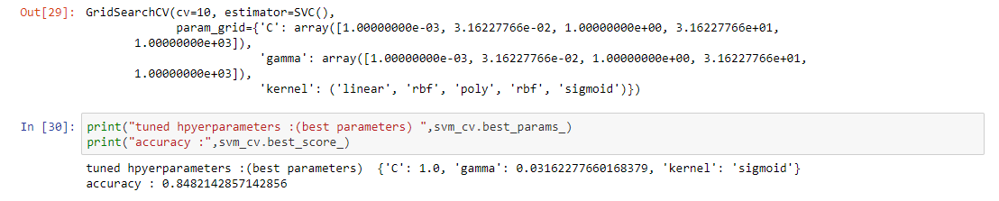 Out[29]: GridSearchCV(cv=10, estimator=SVC(),
param_grid={'C': array([1.00000000e-03, 3.16227766e-02, 1.00000000e+00, 3.16227766e+01,
1.00000000e+03]),
'gamma': array([1.00000000e-03, 3.16227766e-02, 1.00000000e+00, 3.16227766e+01,
1.00000000e+03]),
'kernel': ('linear', 'rbf', 'poly', 'rbf', 'sigmoid')})
In [30]: print("tuned hpyerparameters :(best parameters) ",svm_cv.best_params_)
print("accuracy :",svm_cv.best_score_)
tuned hpyerparameters :(best parameters)  {'C': 1.0, 'gamma': 0.03162277660168379, 'kernel': 'sigmoid'}
accuracy : 0.8482142857142856